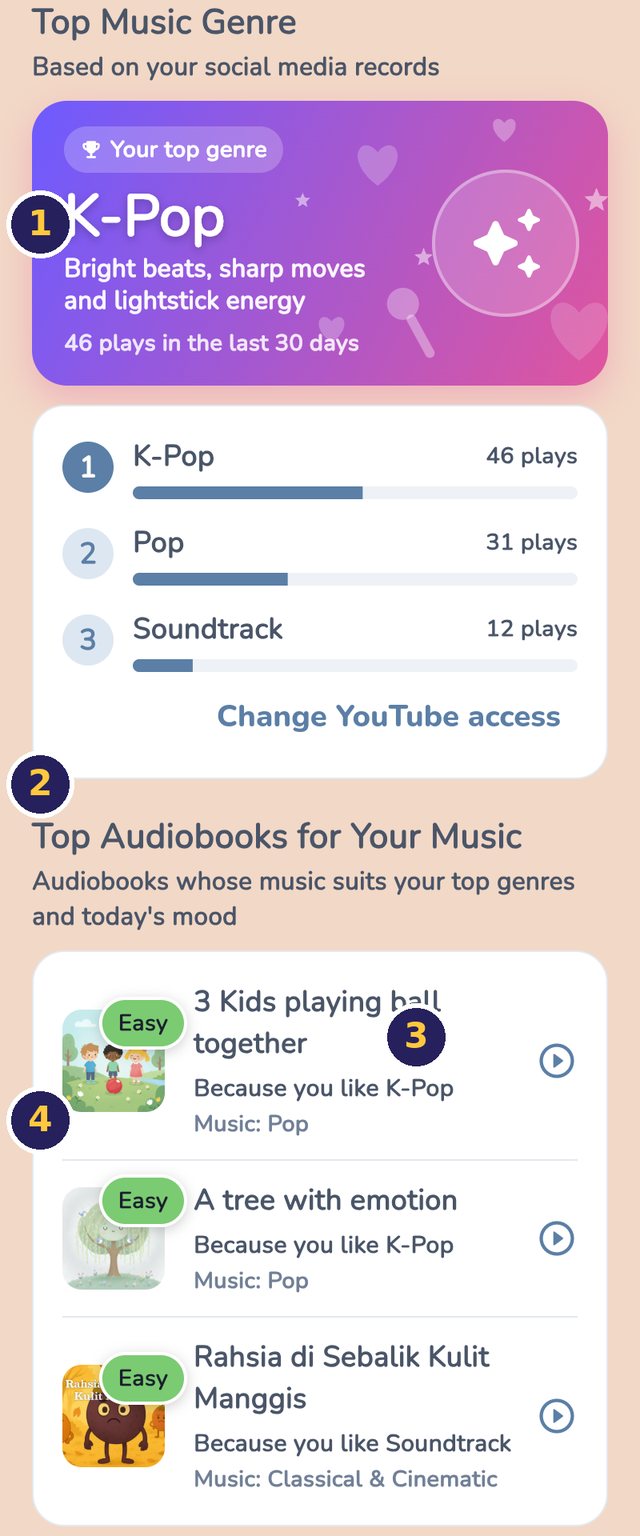 Top Music Genre
Based on your social media records
Your top genre
1
K-Pop
Bright beats, sharp moves
and lightstick energy
46 plays in the last 30 days
1
K-Pop
46 plays
2
Pop
31 plays
3
Soundtrack
12 plays
Change YouTube access
2
Top Audiobooks for Your Music
Audiobooks whose music suits your top genres
and today's mood
Easy
3 Kids playing ball
together
3
Because you like K-Pop
Music: Pop
4
Easy
A tree with emotion
Because you like K-Pop
Music: Pop
Easy
Rahsia di Sebalik Kulit
Manggis
Because you like Soundtrack
Music: Classical & Cinematic